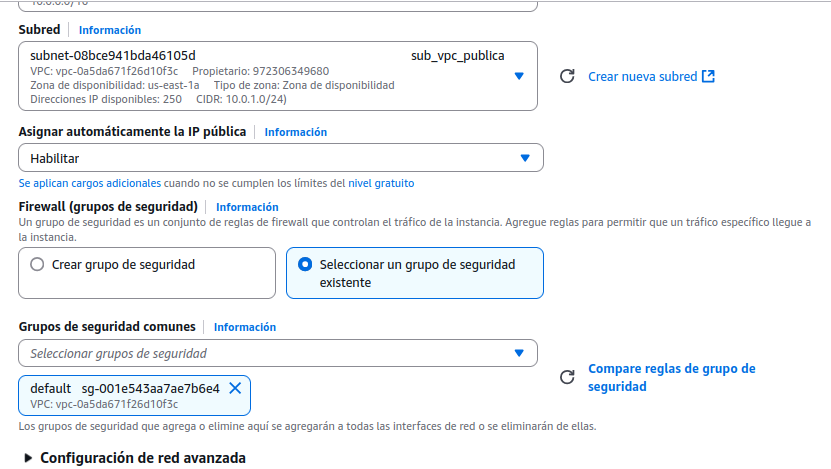 10.0.0.0/16
Subred Información
subnet-08bce941bda46105d sub_vpc_publica
VPC: vpc-0a5da671f26d10f3c Propietario: 972306349680
Zona de disponibilidad: us-east-1a Tipo de zona: Zona de disponibilidad
Direcciones IP disponibles: 250 CIDR: 10.0.1.0/24)
Crear nueva subred
Asignar automáticamente la IP pública Información
Habilitar
Se aplican cargos adicionales cuando no se cumplen los límites del nivel gratuito
Firewall (grupos de seguridad) Información
Un grupo de seguridad es un conjunto de reglas de firewall que controlan el tráfico de la instancia. Agregue reglas para permitir que un tráfico específico llegue a
la instancia.
Crear grupo de seguridad
Seleccionar un grupo de seguridad
existente
Grupos de seguridad comunes Información
Seleccionar grupos de seguridad
default sg-001e543aa7ae7b6e4
VPC: vpc-0a5da671f26d10f3c
Compare reglas de grupo de
seguridad
Los grupos de seguridad que agrega o elimine aquí se agregarán a todas las interfaces de red o se eliminarán de ellas.
Configuración de red avanzada